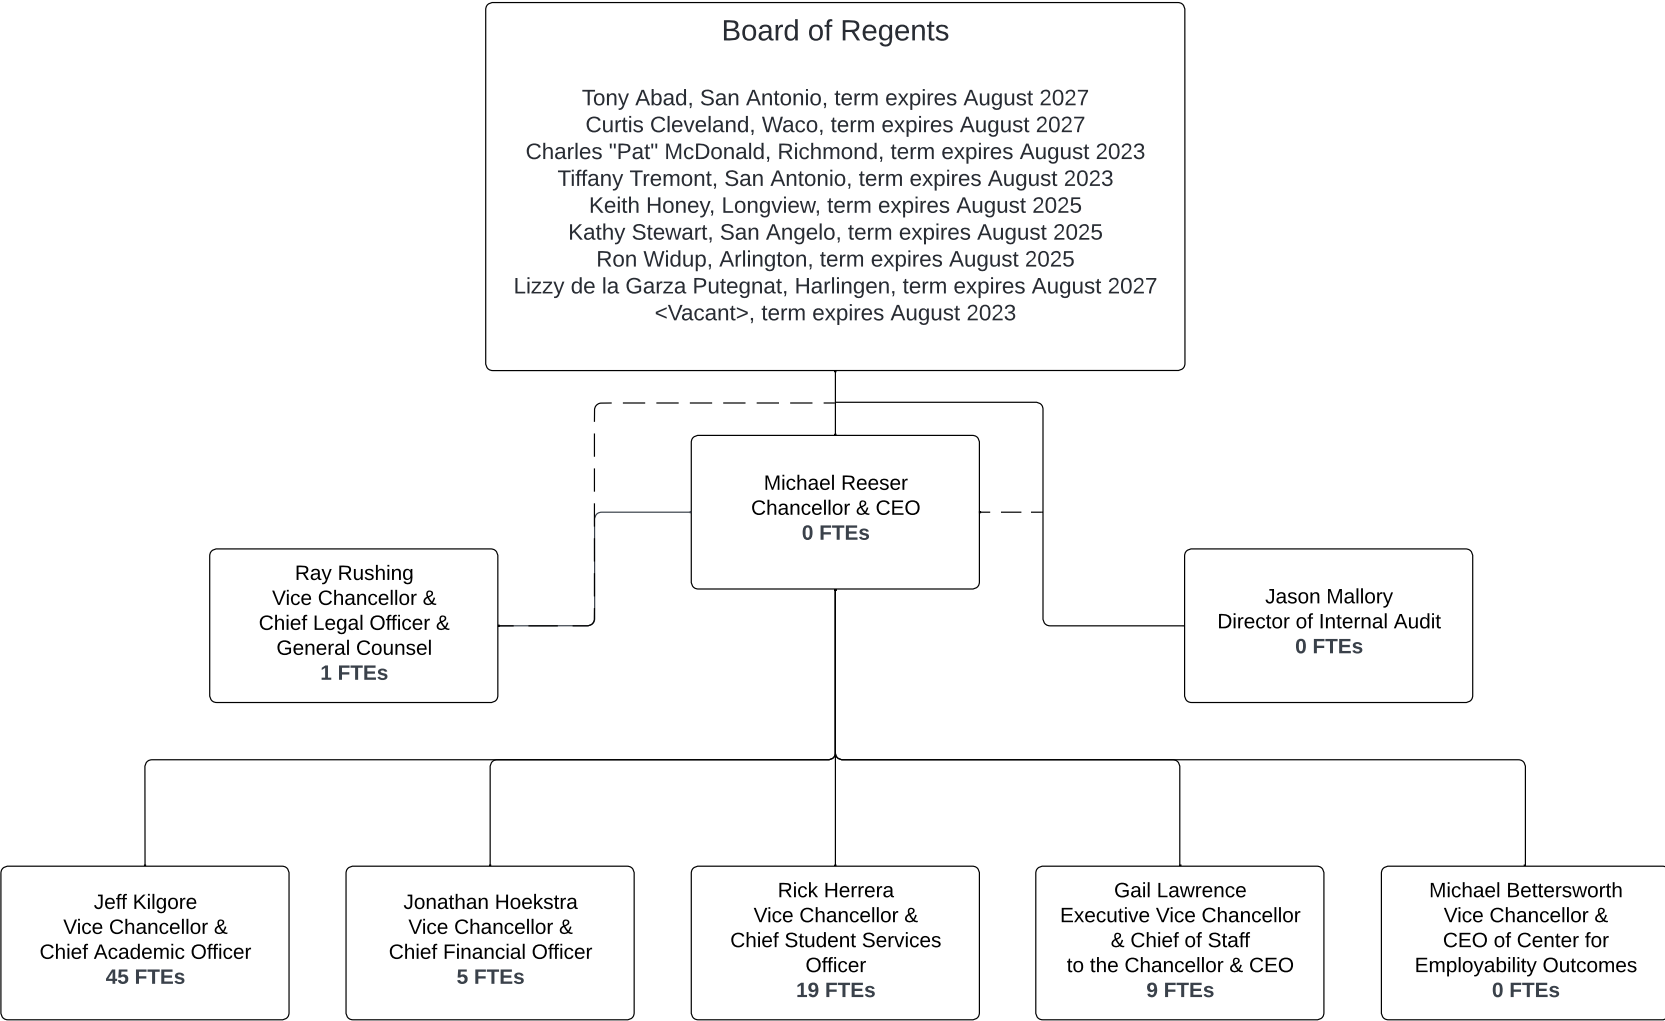 Board of Regents
Tony Abad, San Antonio, term expires August 2027
Curtis Cleveland, Waco, term expires August 2027
Charles "Pat" McDonald, Richmond, term expires August 2023
Tiffany Tremont, San Antonio, term expires August 2023
Keith Honey, Longview, term expires August 2025
Kathy Stewart, San Angelo, term expires August 2025
Ron Widup, Arlington, term expires August 2025
Lizzy de la Garza Putegnat, Harlingen, term expires August 2027
<Vacant>, term expires August 2023
Michael Reeser
Chancellor & CEO
0 FTEs
Ray Rushing
Vice Chancellor &
Chief Legal Officer &
General Counsel
1 FTEs
Jason Mallory
Director of Internal Audit
0 FTEs
Jeff Kilgore
Vice Chancellor &
Chief Academic Officer
45 FTEs
Jonathan Hoekstra
Vice Chancellor &
Chief Financial Officer
5 FTEs
Rick Herrera
Vice Chancellor &
Chief Student Services
Officer
19 FTEs
Gail Lawrence
Executive Vice Chancellor
& Chief of Staff
to the Chancellor & CEO
9 FTEs
Michael Bettersworth
Vice Chancellor &
CEO of Center for
Employability Outcomes
0 FTEs